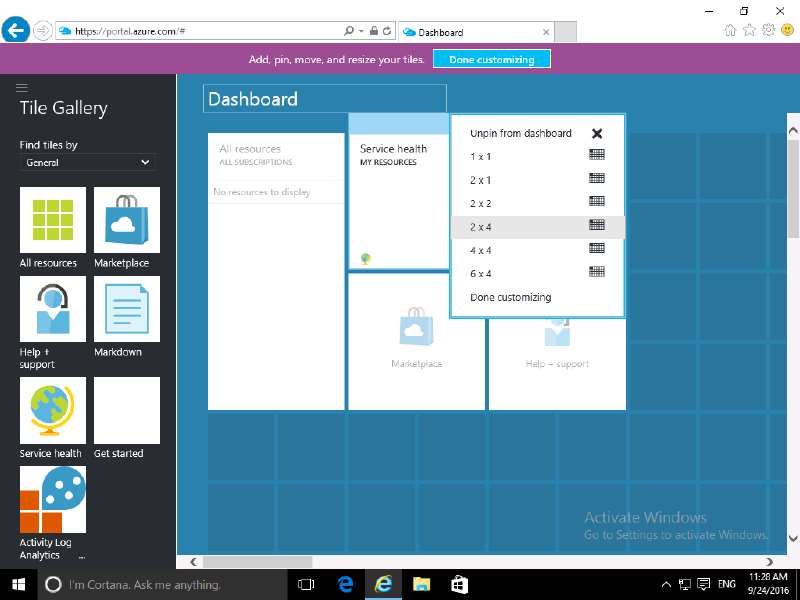 https://portal.azure.com/#
Dashboard
Add, pin, move, and resize your tiles.
Done customizing
Tile Gallery
Find tiles by
General
All resources
Marketplace
Help +
support
Markdown
Service health
Get started
Activity Log
Analytics ...
Dashboard
All resources
ALL SUBSCRIPTIONS
No resources to display
Service health
MY RESOURCES
Unpin from dashboard
1 x 1
2 x 1
2 x 2
2 x 4
4 x 4
6 x 4
Done customizing
Marketplace
Help + support
Activate Windows
Go to Settings to activate Windows.
I'm Cortana. Ask me anything.
ENG
11:28 AM
9/24/2016